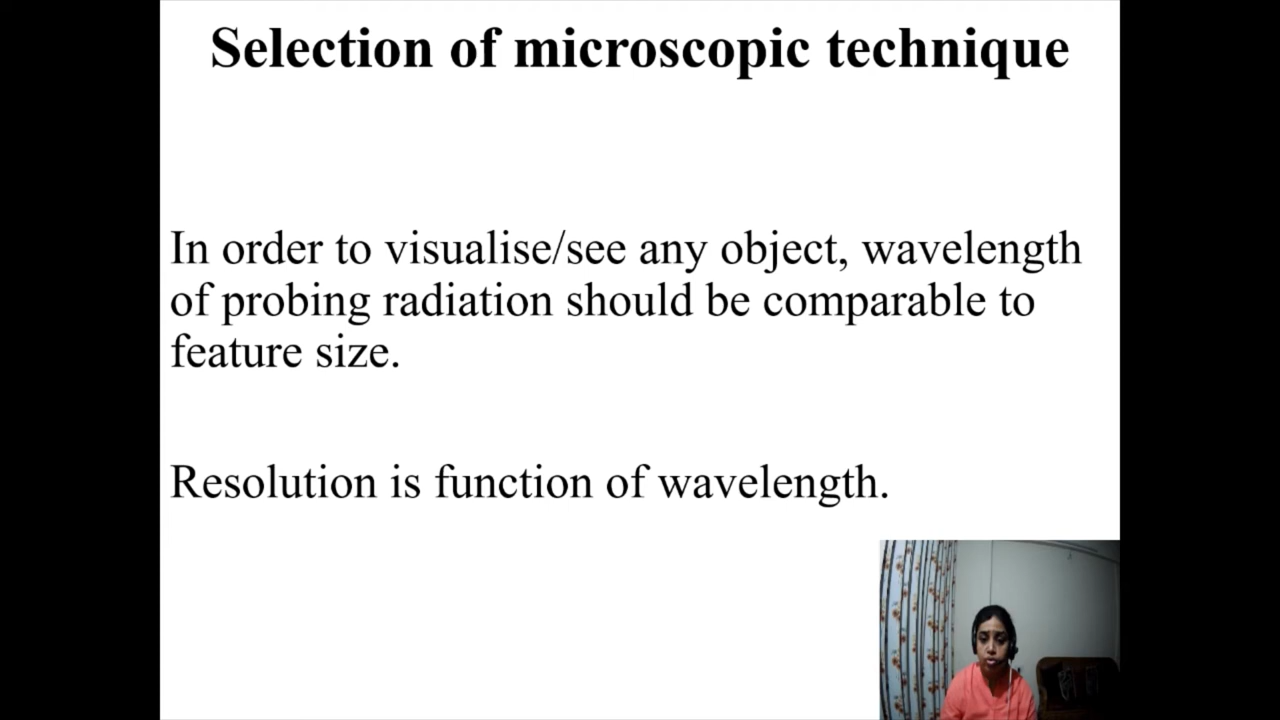 Selection of microscopic technique
In order to visualise/see any object, wavelength
of probing radiation should be comparable to
feature size.
Resolution is function of wavelength.